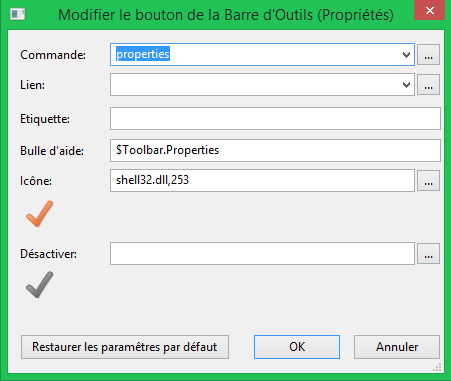 Modifier le bouton de la Barre d'Outils (Propriétés)
Commande: properties ...
Lien: ...
Etiquette:
Bulle d'aide: $Toolbar.Properties
Icône: shell32.dll,253 ...
Désactiver: ...
Restaurer les paramêtres par défaut OK Annuler